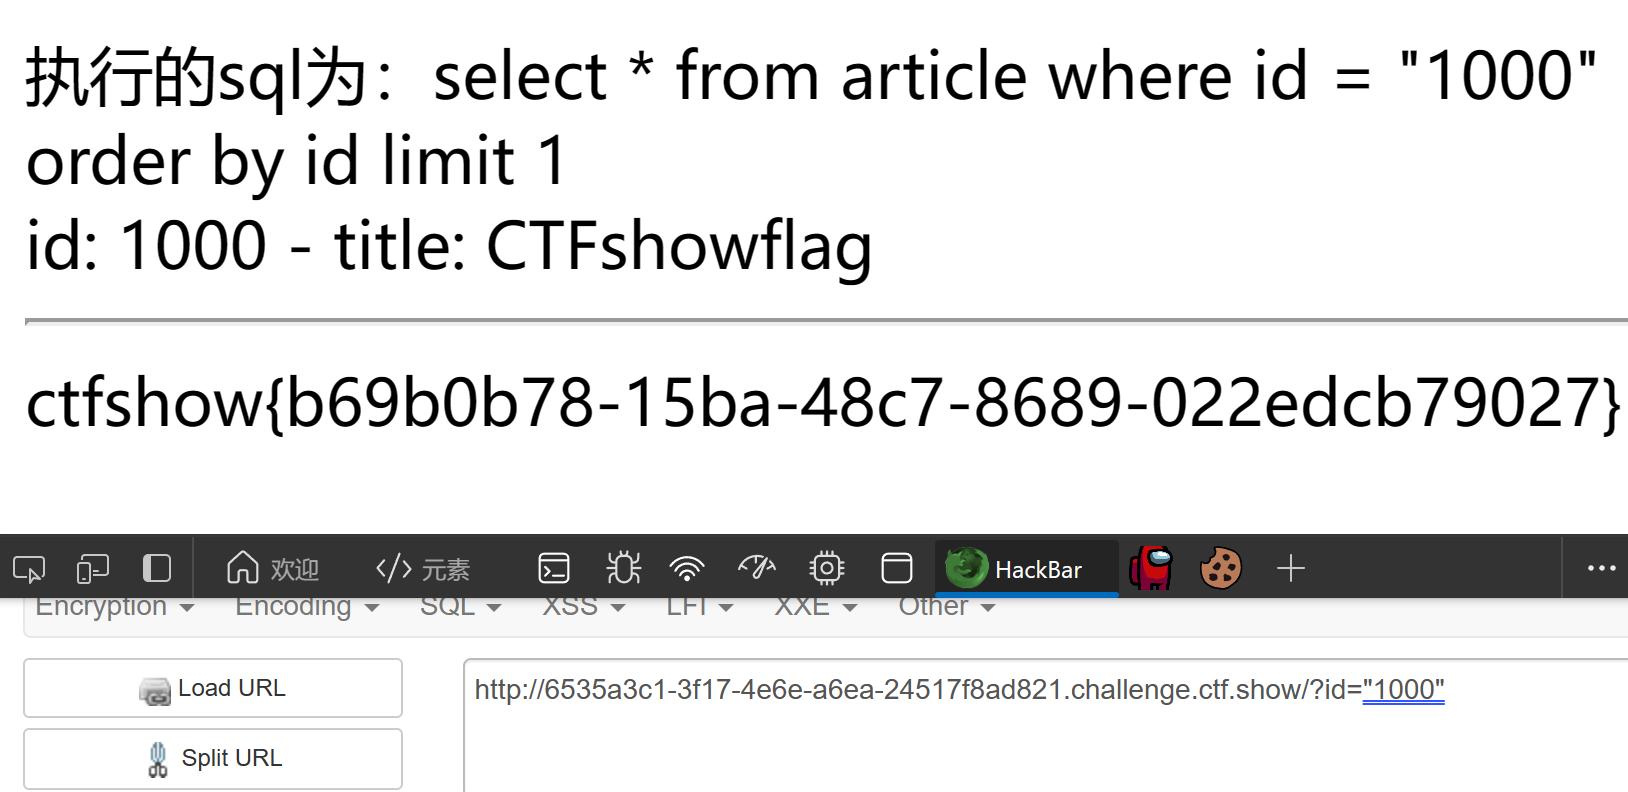 执行的sql为：select * from article where id = "1000"
order by id limit 1
id: 1000 - title: CTFshowflag
ctfshow{b69b0b78-15ba-48c7-8689-022edcb79027}
欢迎 </> 元素 HackBar
Encryption Encoding SQL XSS LFI XXE Other
Load URL
http://6535a3c1-3f17-4e6e-a6ea-24517f8ad821.challenge.ctf.show/?id="1000"
Split URL